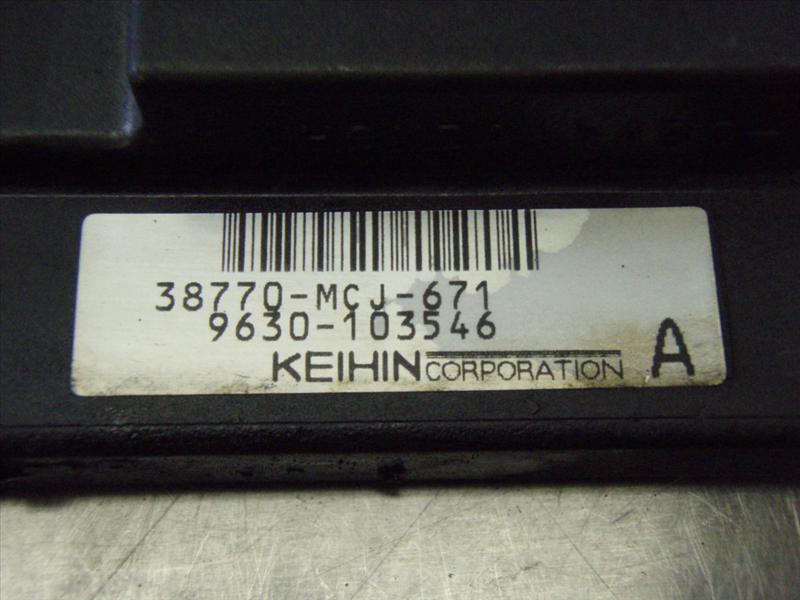 38770-MCJ-671
9630-103546
KEIHIN CORPORATION A